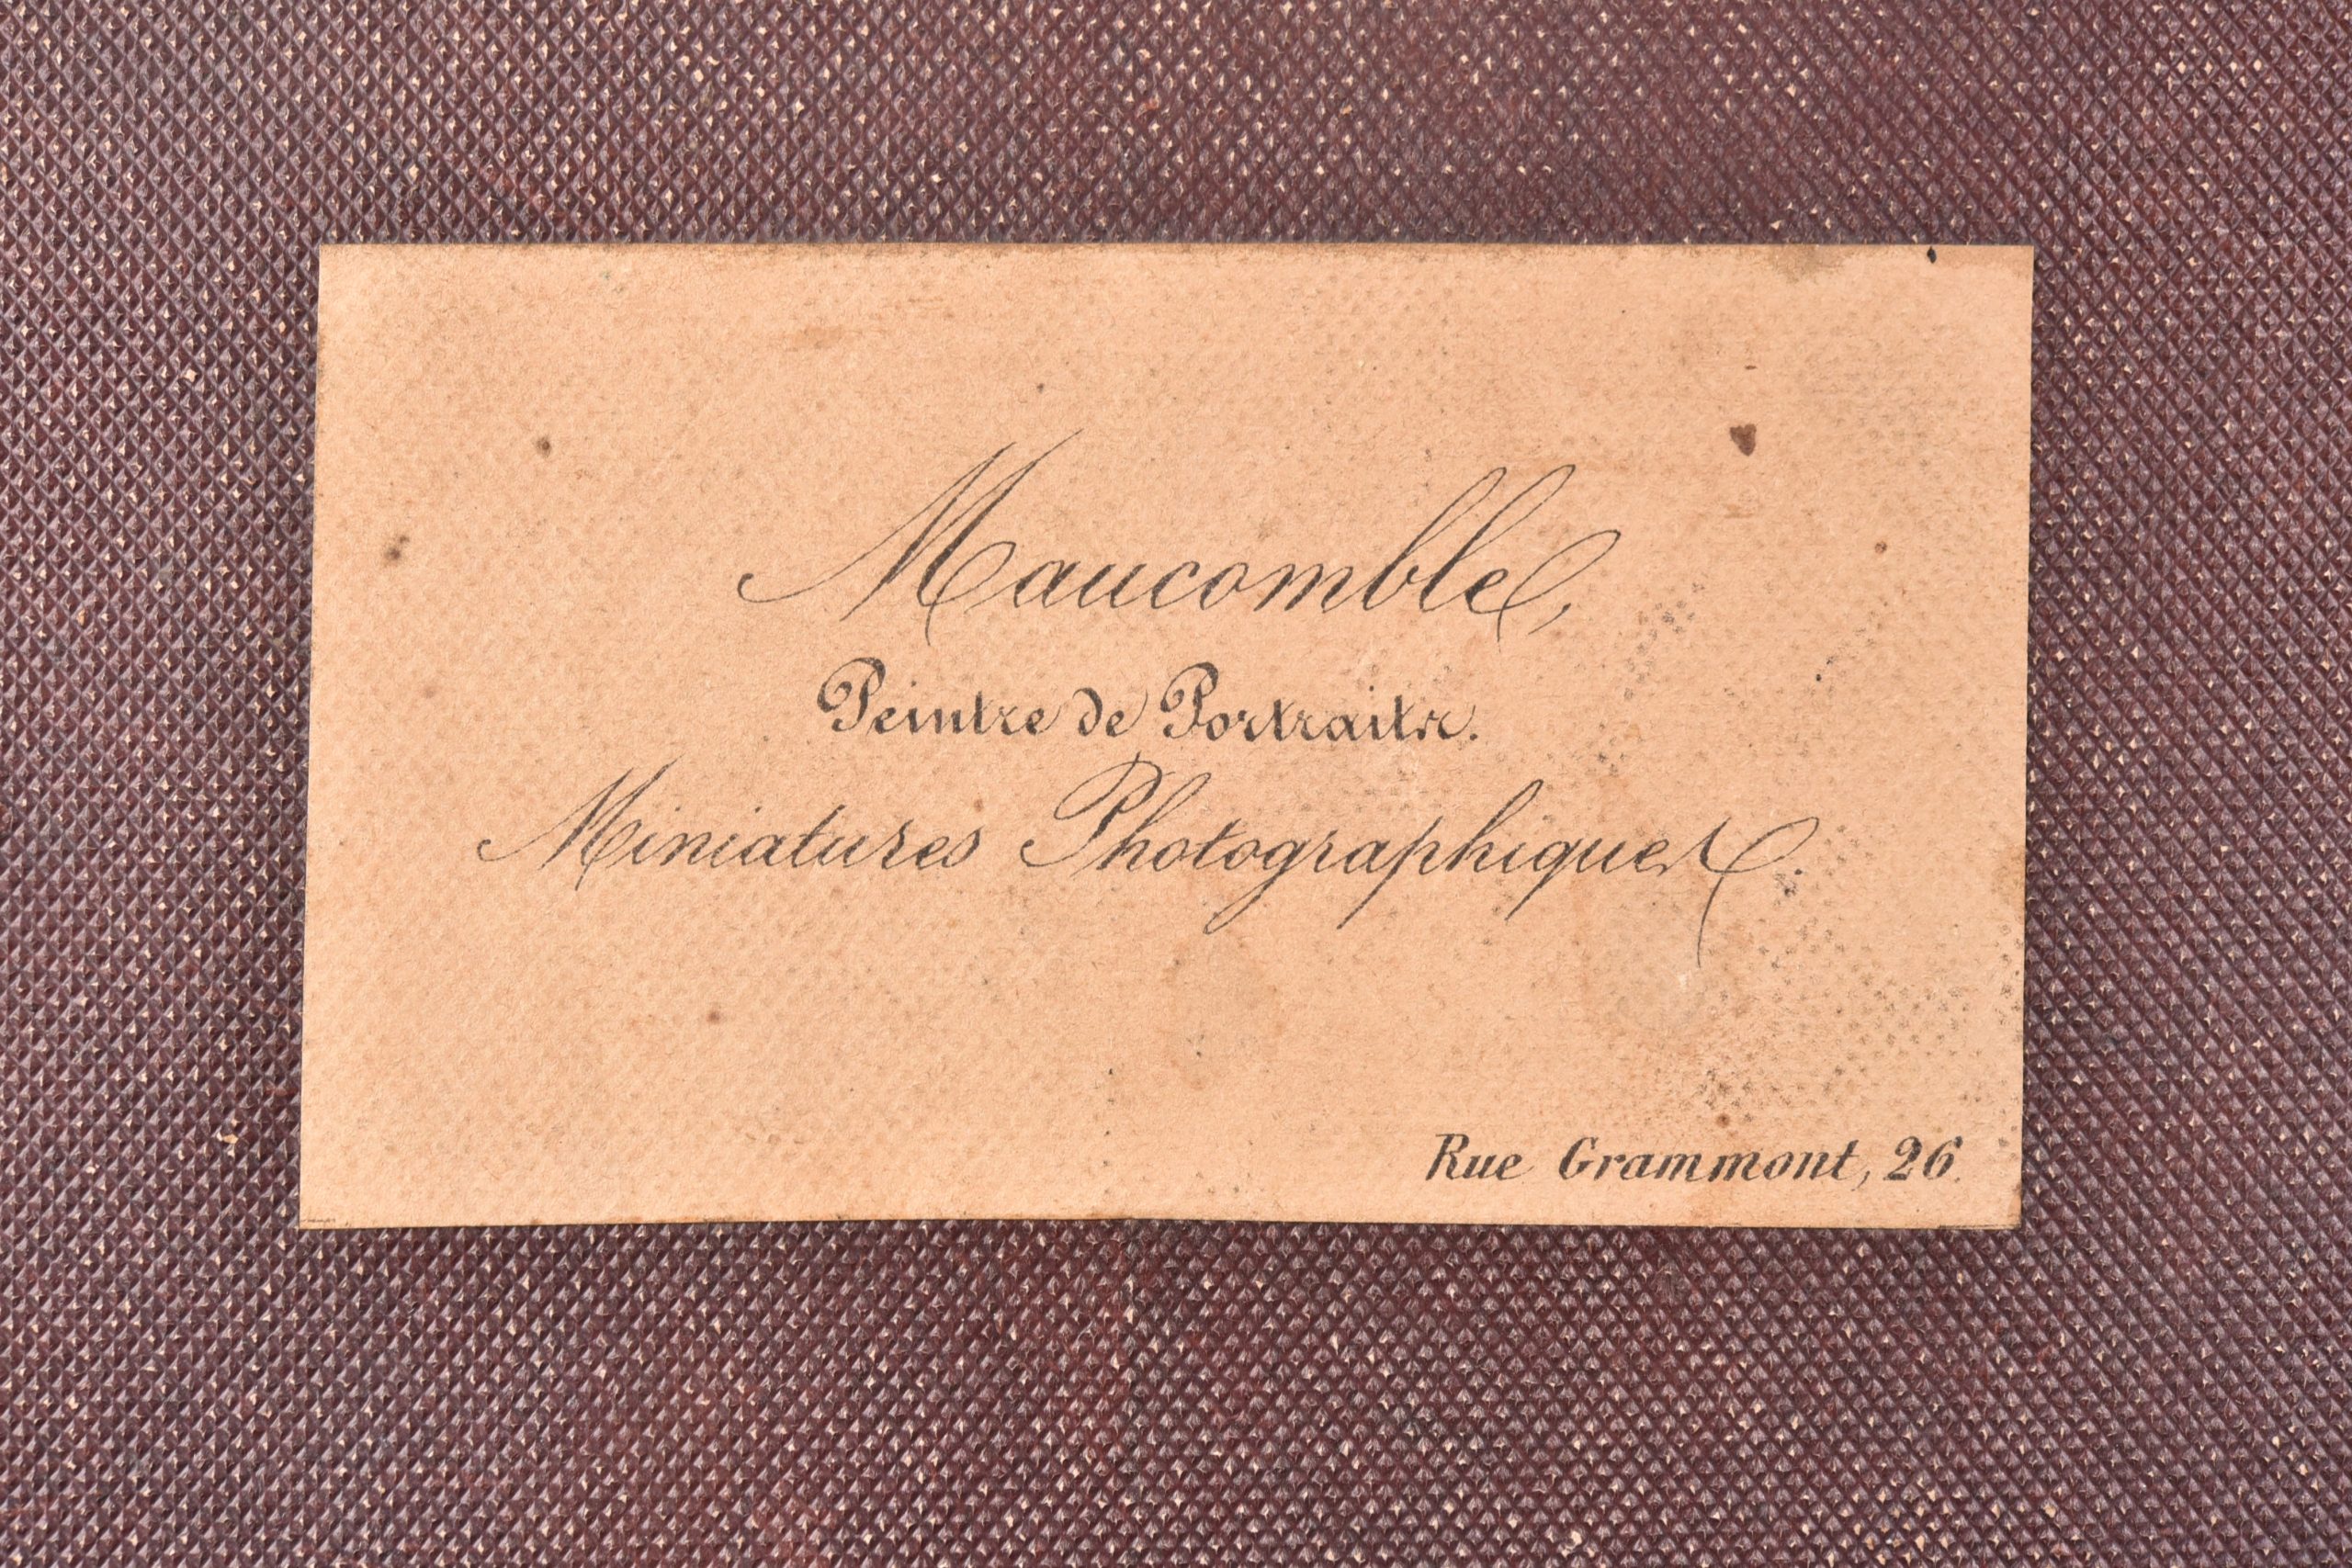 Maucomble,
Peintre de Portraits.
Miniatures Photographiques.
Rue Grammont, 26.